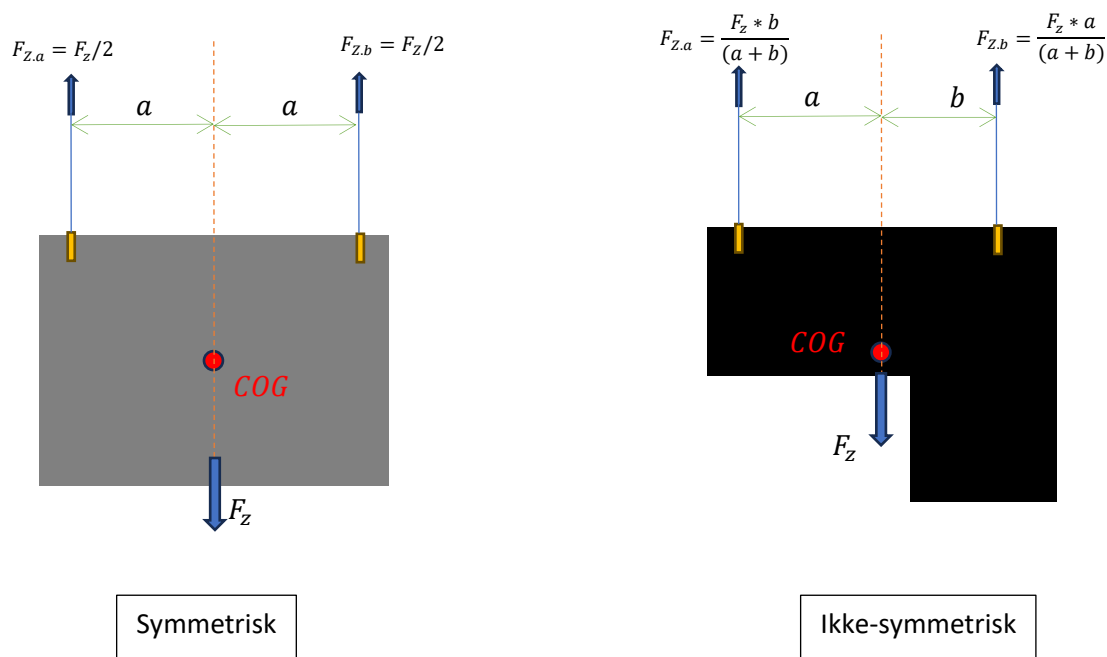 F_{Z.a} = F_z/2
F_{Z.b} = F_Z/2
a
a
COG
F_z
Symmetrisk
F_{Z.a} = \frac{F_z * b}{(a + b)}
F_{Z.b} = \frac{F_z * a}{(a + b)}
a
b
COG
F_z
Ikke-symmetrisk